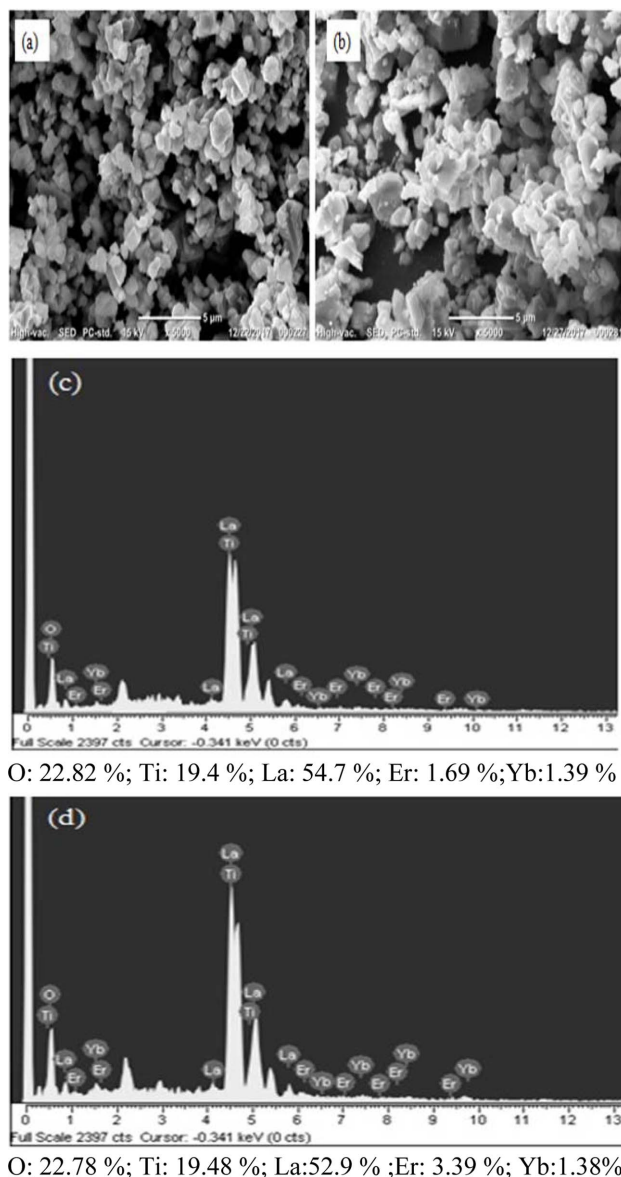 (a)
(b)
High-vac. SED PC-std. 15 kV x 5000 5 µm 12/22/2017 000227
High-vac. SED PC-std. 15 kV x 5000 5 µm 12/27/2017
(c)
La
Ti
O
Ti
La
Er
Yb
Er
La
La
Ti
La
Er
Yb
Er
Yb
Er
Yb
Er
Er
Yb
0 1 2 3 4 5 6 7 8 9 10 11 12 13
Full Scale 2397 cts Cursor: -0.341 keV (0 cts)
O: 22.82 %; Ti: 19.4 %; La: 54.7 %; Er: 1.69 %;Yb:1.39 %
(d)
La
Ti
O
Ti
La
Er
Yb
Er
La
La
Ti
La
Er
Yb
Er
Yb
Er
Er
Yb
Er
Yb
0 1 2 3 4 5 6 7 8 9 10 11 12 13
Full Scale 2397 cts Cursor: -0.341 keV (0 cts)
O: 22.78 %; Ti: 19.48 %; La:52.9 % ;Er: 3.39 %; Yb:1.38%